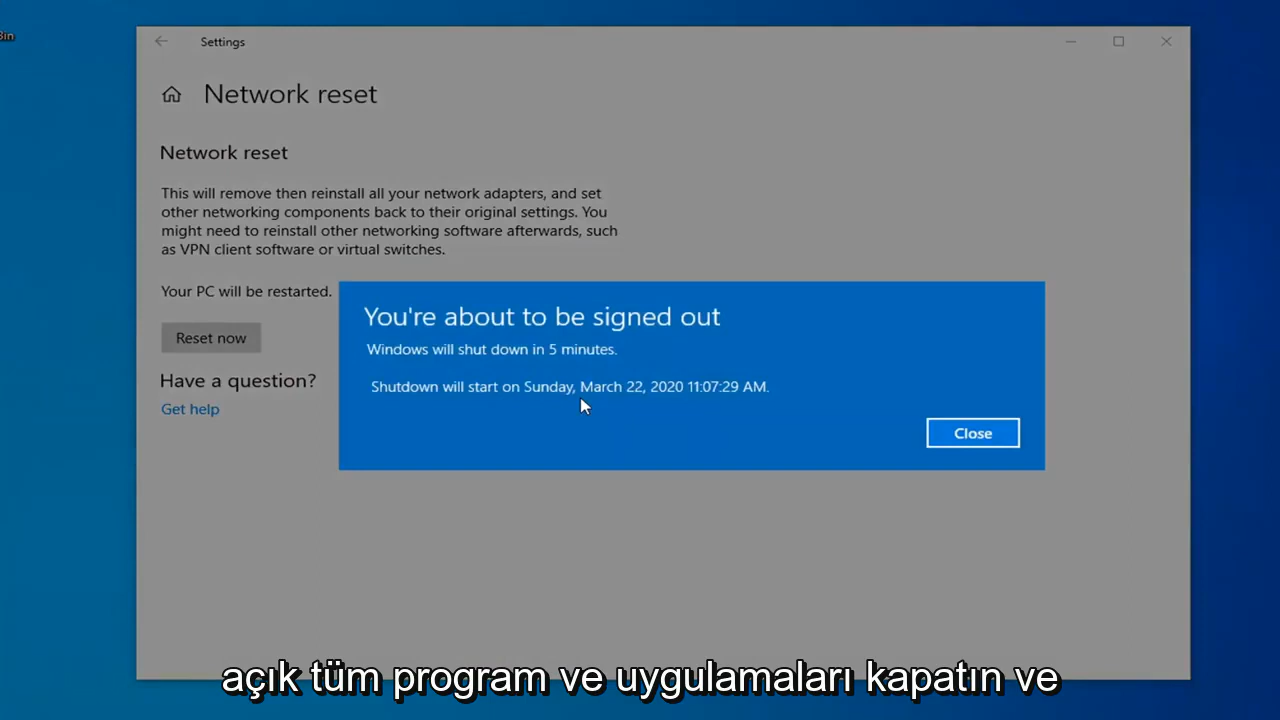 Bin
Settings
Network reset
Network reset
This will remove then reinstall all your network adapters, and set
other networking components back to their original settings. You
might need to reinstall other networking software afterwards, such
as VPN client software or virtual switches.
Your PC will be restarted.
Reset now
Have a question?
Get help
You're about to be signed out
Windows will shut down in 5 minutes.
Shutdown will start on Sunday, March 22, 2020 11:07:29 AM.
Close
açık tüm program ve uygulamaları kapatın ve